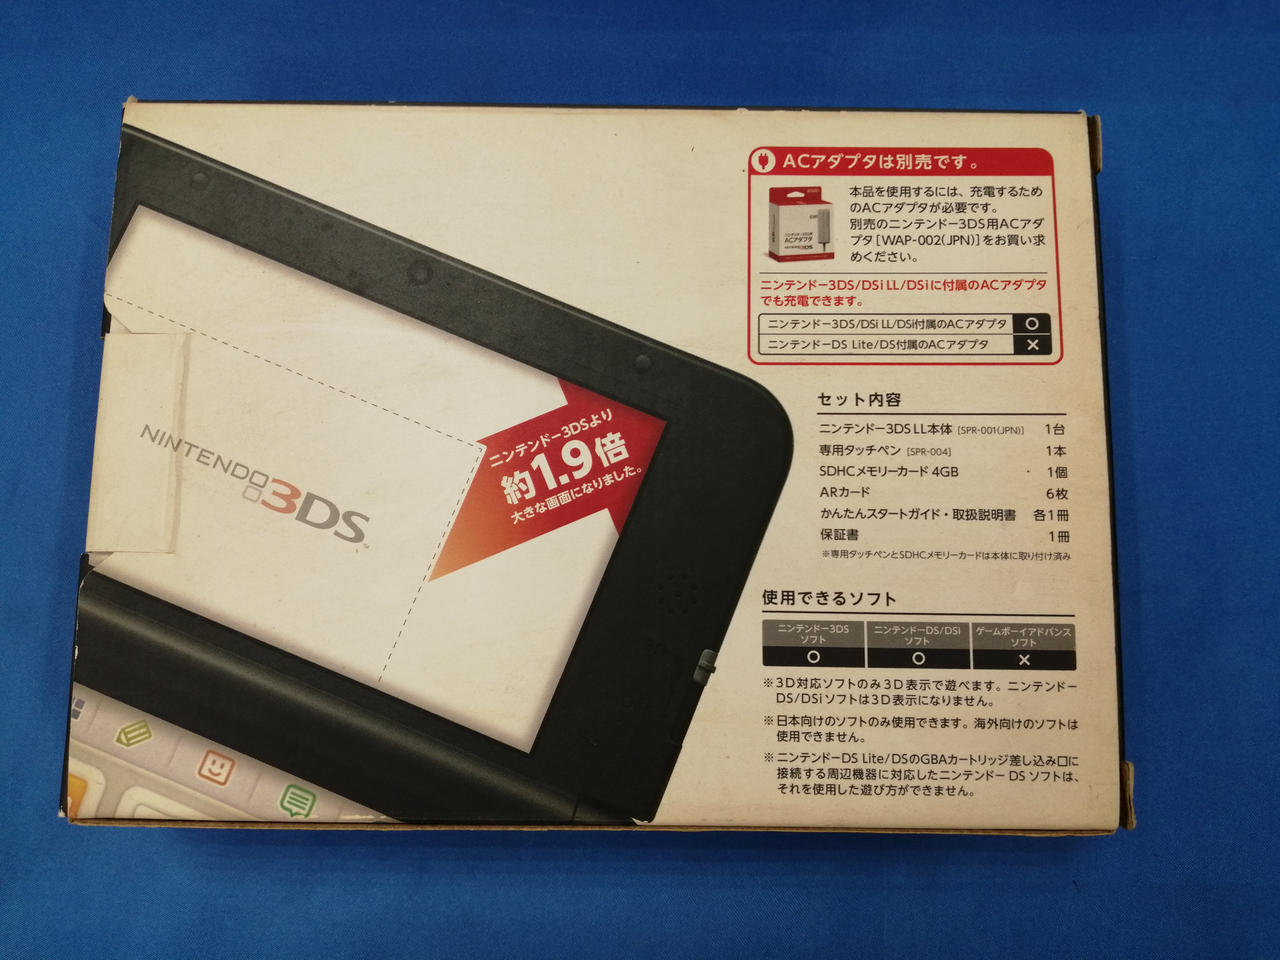 ACアダプタは別売です。
本品を使用するには、充電するため
のACアダプタが必要です。
別売のニンテンドー3DS用ACアダ
プタ[WAP-002(JPN)]をお買い求
めください。
ACアダプタ
NINTENDO3DS
ニンテンドー3DS/DSi LL/DSiに付属のACアダプタ
でも充電できます。
ニンテンドー3DS/DSi LL/DSi付属のACアダプタ ○
ニンテンドーDS Lite/DS付属のACアダプタ ×
NINTENDO3DS™
ニンテンドー3DSより
約1.9倍
大きな画面になりました。
セット内容
ニンテンドー3DS LL本体 [SPR-001(JPN)] 1台
専用タッチペン [SPR-004] 1本
SDHCメモリーカード 4GB 1個
ARカード 6枚
かんたんスタートガイド・取扱説明書 各1冊
保証書 1冊
※専用タッチペンとSDHCメモリーカードは本体に取り付け済み
使用できるソフト
ニンテンドー3DS
ソフト
○
ニンテンドーDS/DSi
ソフト
○
ゲームボーイアドバンス
ソフト
×
※3D対応ソフトのみ3D表示で遊べます。ニンテンドー
DS/DSiソフトは3D表示になりません。
※日本向けのソフトのみ使用できます。海外向けのソフトは
使用できません。
※ニンテンドーDS Lite/DSのGBAカートリッジ差し込み口に
接続する周辺機器に対応したニンテンドー DS ソフトは、
それを使用した遊び方ができません。